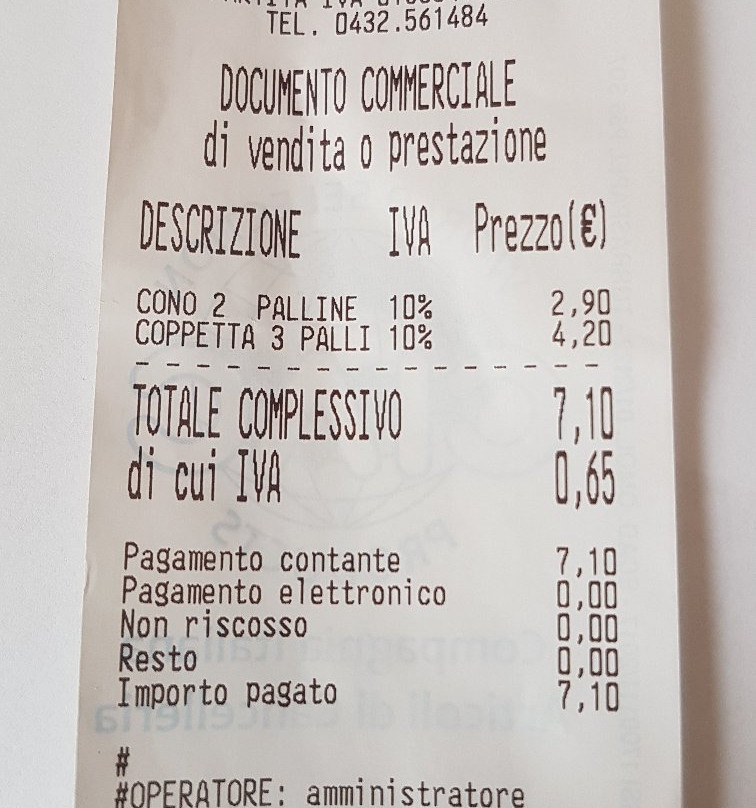 TEL. 0432.561484
DOCUMENTO COMMERCIALE
di vendita o prestazione
DESCRIZIONE IVA Prezzo(€)
CONO 2 PALLINE 10% 2,90
COPPETTA 3 PALLI 10% 4,20
TOTALE COMPLESSIVO 7,10
di cui IVA 0,65
Pagamento contante 7,10
Pagamento elettronico 0,00
Non riscosso 0,00
Resto 0,00
Importo pagato 7,10
#
#OPERATORE: amministratore